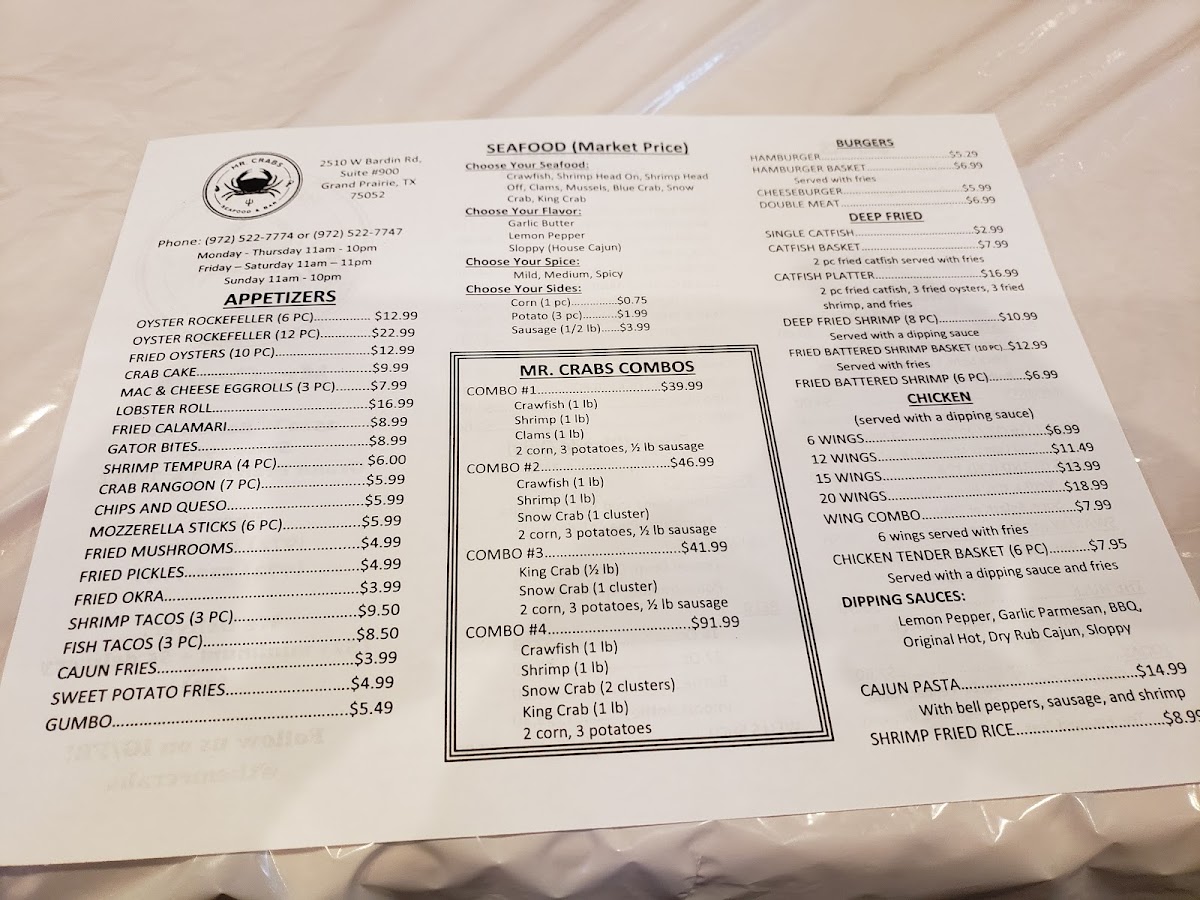 MR. CRABS
SEAFOOD & BAR
2510 W Bardin Rd,
Suite #900
Grand Prairie, TX
75052
Phone: (972) 522-7774 or (972) 522-7747
Monday - Thursday 11am - 10pm
Friday – Saturday 11am – 11pm
Sunday 11am - 10pm
APPETIZERS
OYSTER ROCKEFELLER (6 PC)................ $12.99
OYSTER ROCKEFELLER (12 PC)..............$22.99
FRIED OYSTERS (10 PC)........................$12.99
CRAB CAKE............................................$9.99
MAC & CHEESE EGGROLLS (3 PC).........$7.99
LOBSTER ROLL.....................................$16.99
FRIED CALAMARI..................................$8.99
GATOR BITES.........................................$8.99
SHRIMP TEMPURA (4 PC).................... $6.00
CRAB RANGOON (7 PC)........................$5.99
CHIPS AND QUESO................................$5.99
MOZZERELLA STICKS (6 PC)..................$5.99
FRIED MUSHROOMS.............................$4.99
FRIED PICKLES.......................................$4.99
FRIED OKRA...........................................$3.99
SHRIMP TACOS (3 PC)...........................$9.50
FISH TACOS (3 PC).................................$8.50
CAJUN FRIES...........................................$3.99
SWEET POTATO FRIES...........................$4.99
GUMBO..................................................$5.49
SEAFOOD (Market Price)
Choose Your Seafood:
Crawfish, Shrimp Head On, Shrimp Head
Off, Clams, Mussels, Blue Crab, Snow
Crab, King Crab
Choose Your Flavor:
Garlic Butter
Lemon Pepper
Sloppy (House Cajun)
Choose Your Spice:
Mild, Medium, Spicy
Choose Your Sides:
Corn (1 pc)..............$0.75
Potato (3 pc)...........$1.99
Sausage (1/2 lb)......$3.99
MR. CRABS COMBOS
COMBO #1..............................$39.99
Crawfish (1 lb)
Shrimp (1 lb)
Clams (1 lb)
2 corn, 3 potatoes, ½ lb sausage
COMBO #2...............................$46.99
Crawfish (1 lb)
Shrimp (1 lb)
Snow Crab (1 cluster)
2 corn, 3 potatoes, ½ lb sausage
COMBO #3.................................$41.99
King Crab (½ lb)
Snow Crab (1 cluster)
2 corn, 3 potatoes, ½ lb sausage
COMBO #4..................................$91.99
Crawfish (1 lb)
Shrimp (1 lb)
Snow Crab (2 clusters)
King Crab (1 lb)
2 corn, 3 potatoes
BURGERS
HAMBURGER.................................$5.29
HAMBURGER BASKET.......................$6.99
Served with fries
CHEESEBURGER...............................$5.99
DOUBLE MEAT.................................$6.99
DEEP FRIED
SINGLE CATFISH..............................$2.99
CATFISH BASKET..............................$7.99
2 pc fried catfish served with fries
CATFISH PLATTER...........................$16.99
2 pc fried catfish, 3 fried oysters, 3 fried
shrimp, and fries
DEEP FRIED SHRIMP (8 PC)..................$10.99
Served with a dipping sauce
FRIED BATTERED SHRIMP BASKET (10 PC)..$12.99
Served with fries
FRIED BATTERED SHRIMP (6 PC)..........$6.99
CHICKEN
(served with a dipping sauce)
6 WINGS............................................$6.99
12 WINGS..........................................$11.49
15 WINGS..........................................$13.99
20 WINGS..........................................$18.99
WING COMBO.....................................$7.99
6 wings served with fries
CHICKEN TENDER BASKET (6 PC)..........$7.95
Served with a dipping sauce and fries
DIPPING SAUCES:
Lemon Pepper, Garlic Parmesan, BBQ,
Original Hot, Dry Rub Cajun, Sloppy
CAJUN PASTA......................................$14.99
With bell peppers, sausage, and shrimp
SHRIMP FRIED RICE..............................$8.99